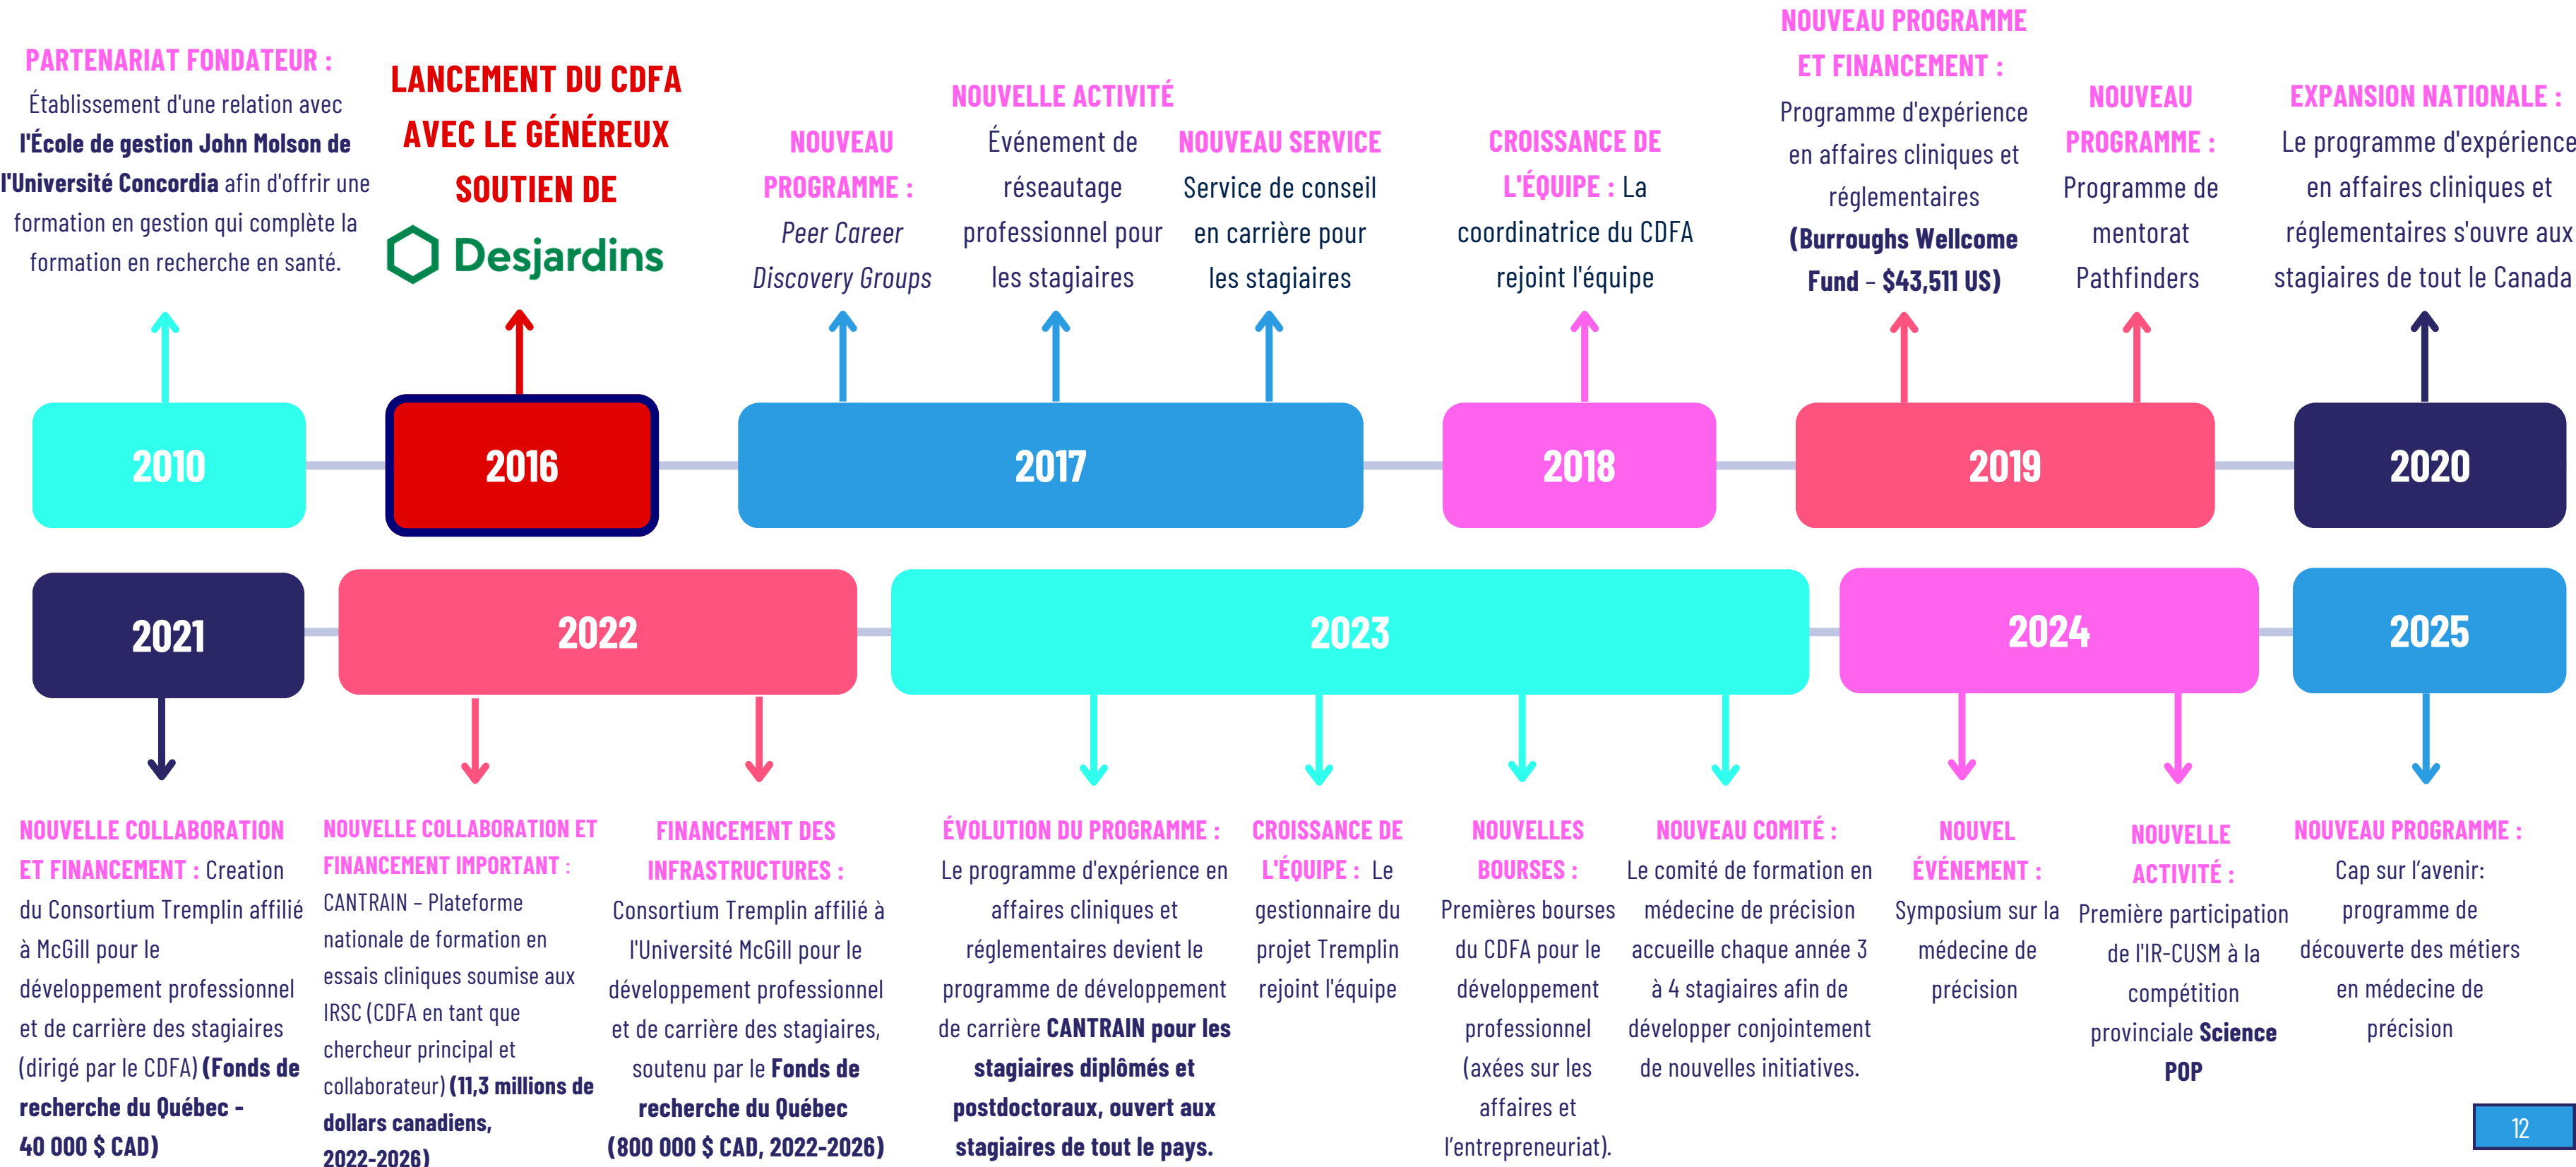 PARTENARIAT FONDATEUR :
Établissement d'une relation avec
l'École de gestion John Molson de
l'Université Concordia afin d'offrir une
formation en gestion qui complète la
formation en recherche en santé.
LANCEMENT DU CDFA
AVEC LE GÉNÉREUX
SOUTIEN DE
Desjardins
NOUVEAU
PROGRAMME :
Peer Career
Discovery Groups
NOUVELLE ACTIVITÉ
Événement de
réseautage
professionnel pour
les stagiaires
NOUVEAU SERVICE
Service de conseil
en carrière pour
les stagiaires
CROISSANCE DE
L'ÉQUIPE : La
coordinatrice du CDFA
rejoint l'équipe
NOUVEAU PROGRAMME
ET FINANCEMENT :
Programme d'expérience
en affaires cliniques et
réglementaires
(Burroughs Wellcome
Fund – $43,511 US)
NOUVEAU
PROGRAMME :
Programme de
mentorat
Pathfinders
EXPANSION NATIONALE :
Le programme d'expérience
en affaires cliniques et
réglementaires s'ouvre aux
stagiaires de tout le Canada
2010
2016
2017
2018
2019
2020
2021
2022
2023
2024
2025
NOUVELLE COLLABORATION
ET FINANCEMENT : Creation
du Consortium Tremplin affilié
à McGill pour le
développement professionnel
et de carrière des stagiaires
(dirigé par le CDFA) (Fonds de
recherche du Québec -
40 000 $ CAD)
NOUVELLE COLLABORATION ET
FINANCEMENT IMPORTANT :
CANTRAIN – Plateforme
nationale de formation en
essais cliniques soumise aux
IRSC (CDFA en tant que
chercheur principal et
collaborateur) (11,3 millions de
dollars canadiens,
2022-2026)
FINANCEMENT DES
INFRASTRUCTURES :
Consortium Tremplin affilié à
l'Université McGill pour le
développement professionnel
et de carrière des stagiaires,
soutenu par le Fonds de
recherche du Québec
(800 000 $ CAD, 2022-2026)
ÉVOLUTION DU PROGRAMME :
Le programme d'expérience en
affaires cliniques et
réglementaires devient le
programme de développement
de carrière CANTRAIN pour les
stagiaires diplômés et
postdoctoraux, ouvert aux
stagiaires de tout le pays.
CROISSANCE DE
L'ÉQUIPE : Le
gestionnaire du
projet Tremplin
rejoint l'équipe
NOUVELLES
BOURSES :
Premières bourses
du CDFA pour le
développement
professionnel
(axées sur les
affaires et
l’entrepreneuriat).
NOUVEAU COMITÉ :
Le comité de formation en
médecine de précision
accueille chaque année 3
à 4 stagiaires afin de
développer conjointement
de nouvelles initiatives.
NOUVEL
ÉVÉNEMENT :
Symposium sur la
médecine de
précision
NOUVELLE
ACTIVITÉ :
Première participation
de l'IR-CUSM à la
compétition
provinciale Science
POP
NOUVEAU PROGRAMME :
Cap sur l’avenir:
programme de
découverte des métiers
en médecine de
précision
12